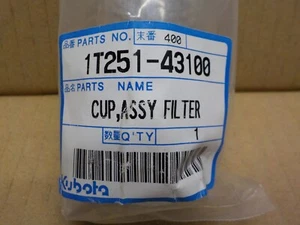 品番 PARTS NO. 末番 400
1T251-43100
品名 PARTS NAME
CUP,ASSY FILTER
数量 Q'TY 1
Kubota